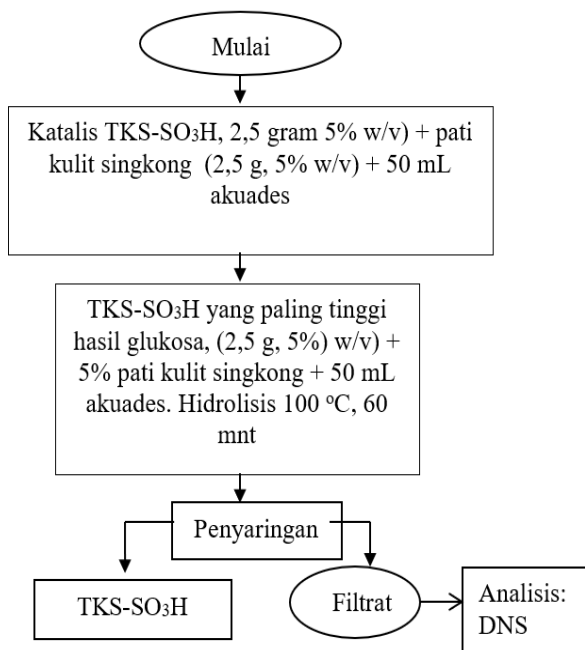 Mulai
Katalis TKS-SO₃H, 2,5 gram 5% w/v) + pati
kulit singkong (2,5 g, 5% w/v) + 50 mL
akuades
TKS-SO₃H yang paling tinggi
hasil glukosa, (2,5 g, 5%) w/v) +
5% pati kulit singkong + 50 mL
akuades. Hidrolisis 100 ºC, 60
mnt
Penyaringan
TKS-SO₃H
Filtrat
Analisis:
DNS